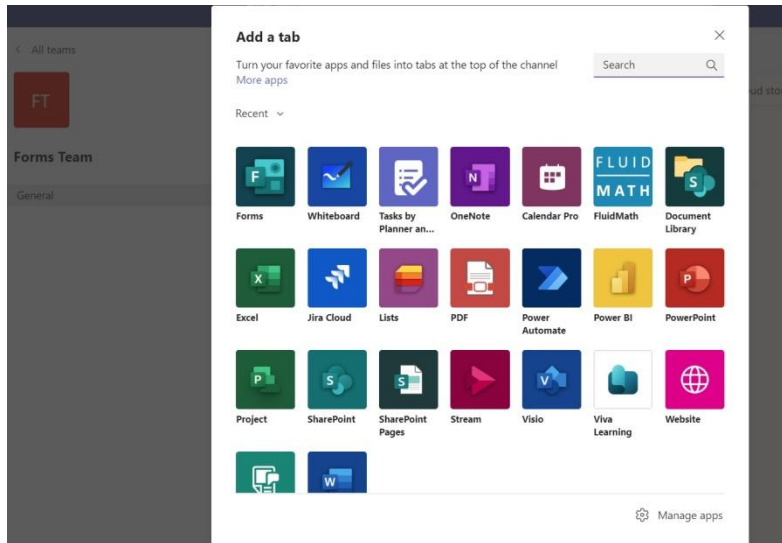 All teams
FT
Forms Team
General
Add a tab
Turn your favorite apps and files into tabs at the top of the channel
More apps
Search
Recent
F
N
FLUID
MATH
S
Forms
Whiteboard
Tasks by
Planner an...
OneNote
Calendar Pro
FluidMath
Document
Library
X
P
Excel
Jira Cloud
Lists
PDF
Power
Automate
Power BI
PowerPoint
P
S
S
V
Project
SharePoint
SharePoint
Pages
Stream
Visio
Viva
Learning
Website
W
Manage apps